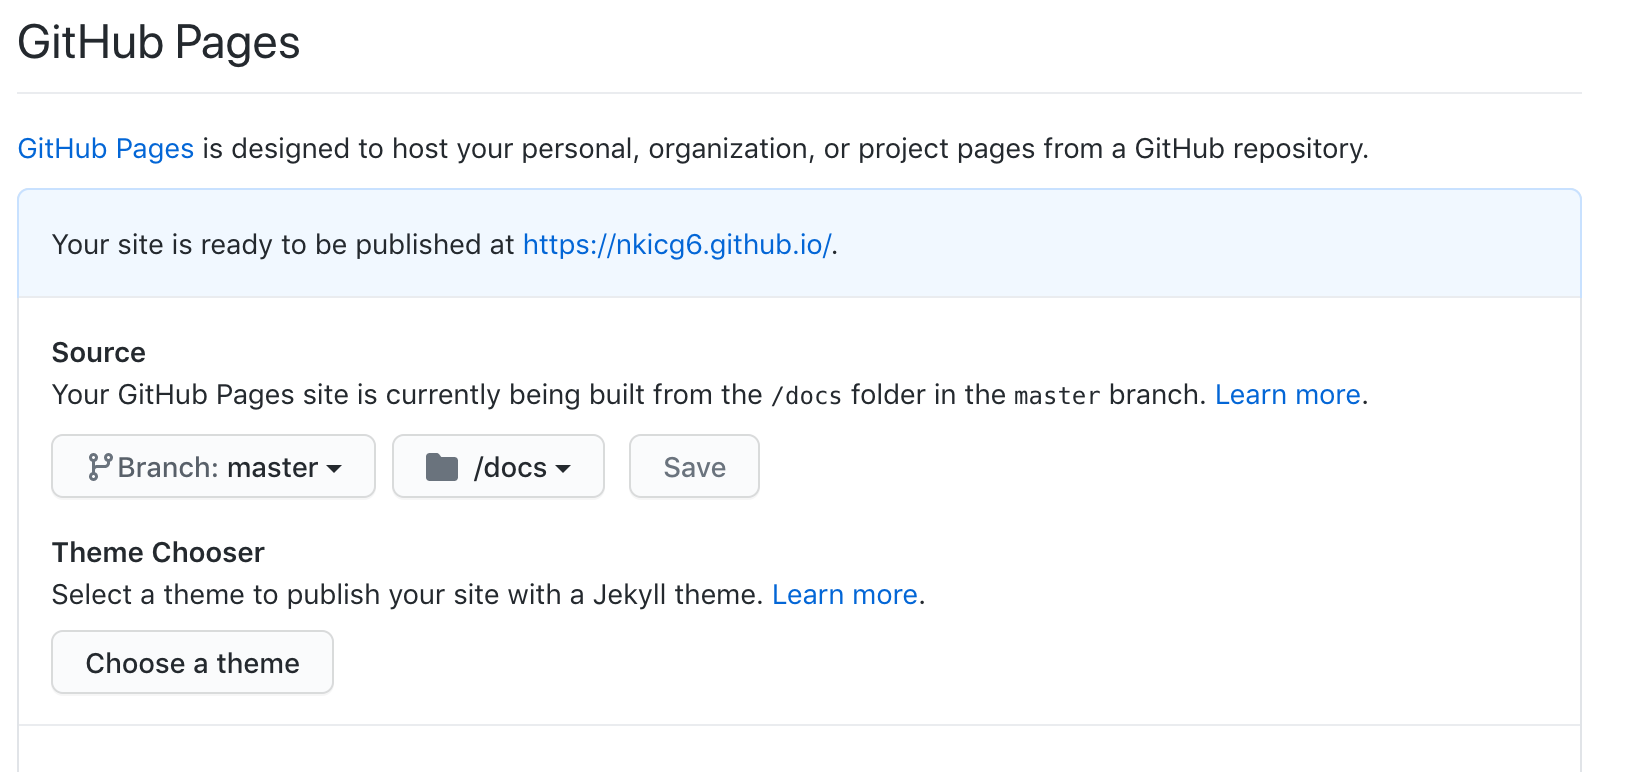 GitHub Pages
GitHub Pages is designed to host your personal, organization, or project pages from a GitHub repository.
Your site is ready to be published at https://nkicg6.github.io/.
Source
Your GitHub Pages site is currently being built from the /docs folder in the master branch. Learn more.
Branch: master /docs Save
Theme Chooser
Select a theme to publish your site with a Jekyll theme. Learn more.
Choose a theme